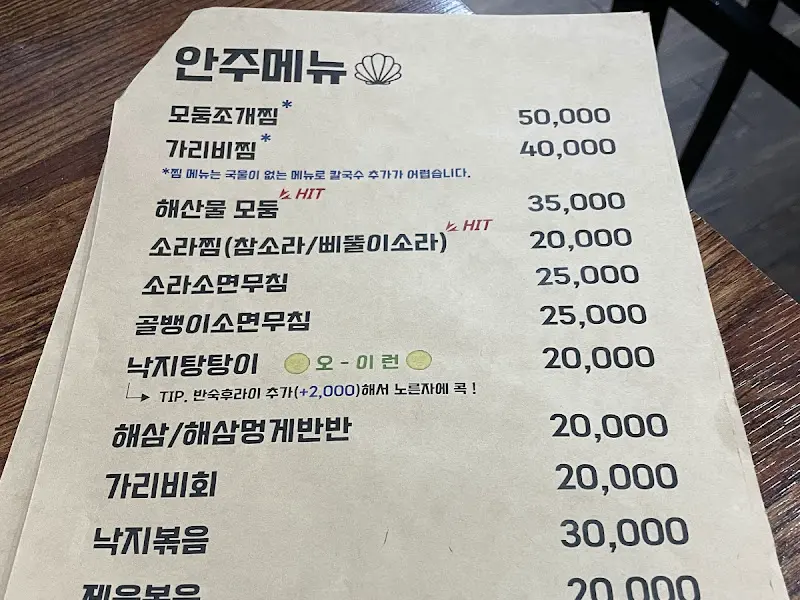 안주메뉴
모둠조개찜* 50,000
가리비찜* 40,000
*찜 메뉴는 국물이 없는 메뉴로 칼국수 추가가 어렵습니다.
해산물 모둠 HIT 35,000
소라찜(참소라/삐뚤이소라) HIT 20,000
소라소면무침 25,000
골뱅이소면무침 25,000
낙지탕탕이 오-이런 20,000
TIP. 반숙후라이 추가(+2,000)해서 노른자에 콕!
해삼/해삼멍게반반 20,000
가리비회 20,000
낙지볶음 30,000
제육볶음 20,000